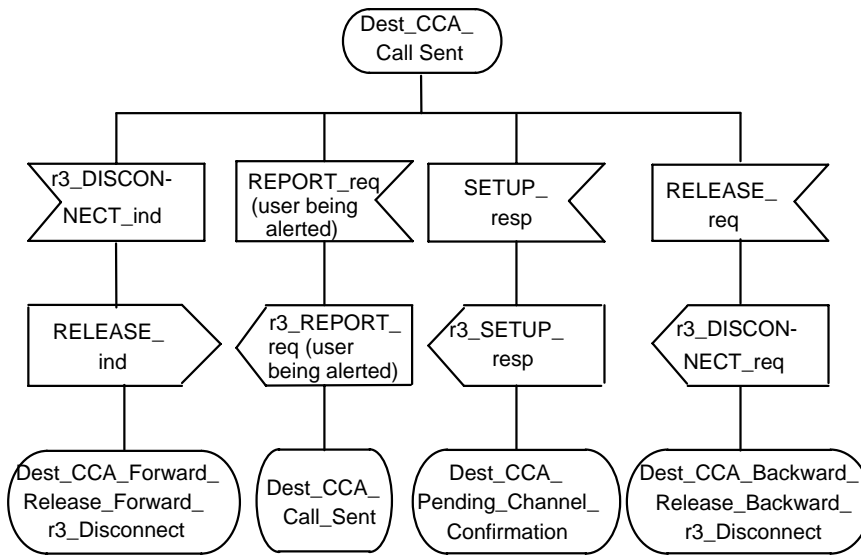 Dest_CCA_
Call Sent
r3_DISCON-
NECT_ind
REPORT_req
(user being
alerted)
SETUP_
resp
RELEASE_
req
RELEASE_
ind
r3_REPORT_
req (user
being alerted)
r3_SETUP_
resp
r3_DISCON-
NECT_req
Dest_CCA_Forward_
Release_Forward_
r3_Disconnect
Dest_CCA_
Call_Sent
Dest_CCA_
Pending_Channel_
Confirmation
Dest_CCA_Backward_
Release_Backward_
r3_Disconnect